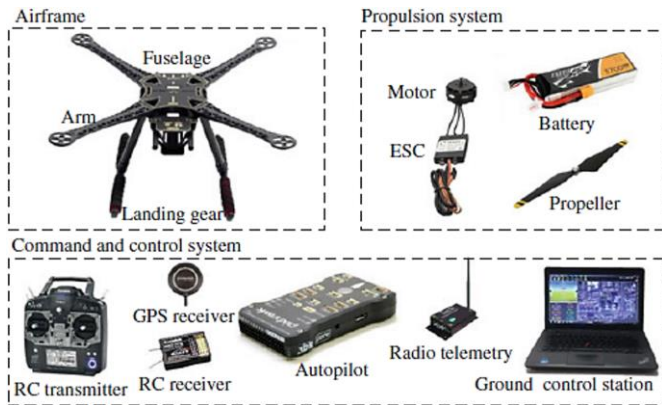 Airframe
Propulsion system
Fuselage
Arm
Landing gear
Motor
ESC
Battery
Propeller
Command and control system
GPS receiver
RC transmitter
RC receiver
Autopilot
Radio telemetry
Ground control station